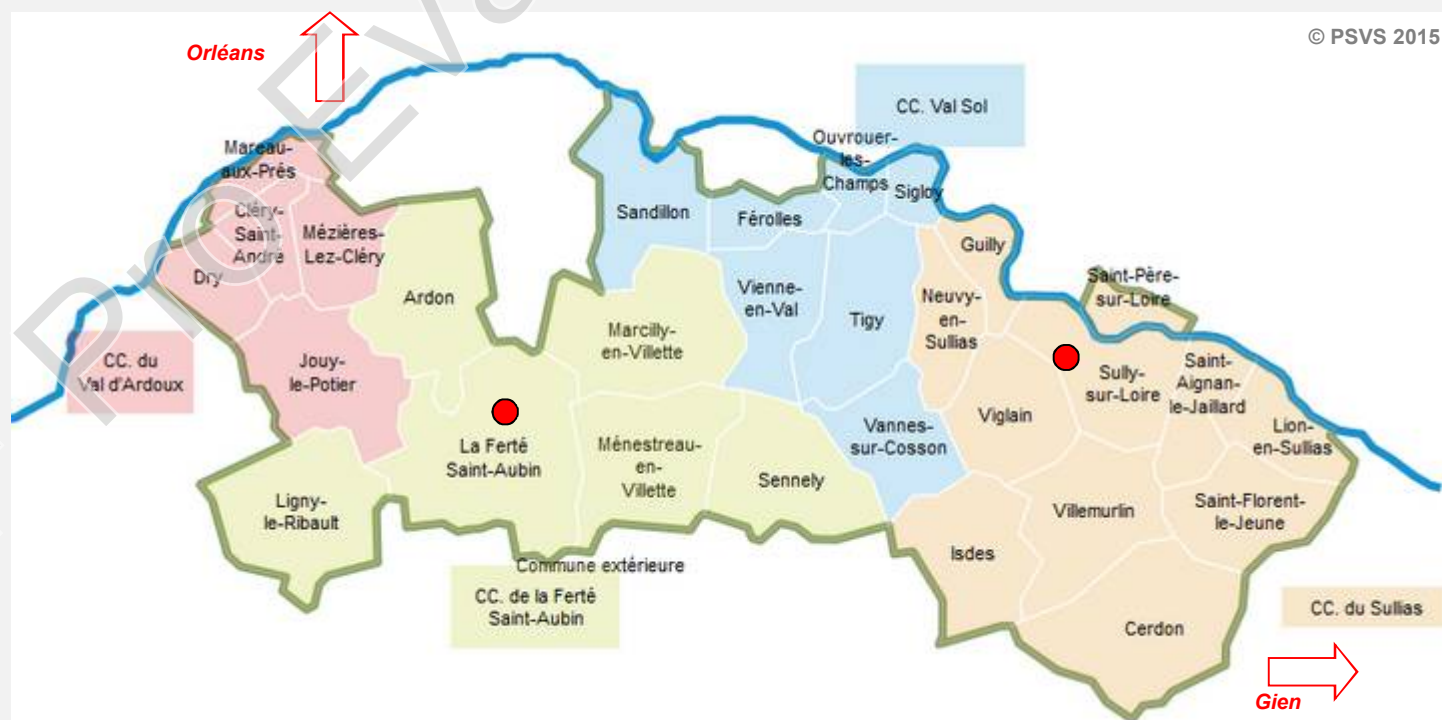 © PSVS 2015
Orléans
CC. Val Sol
Mareau-
aux-Prés
Ouvrouer-
les-
Champs
Sigloy
Cléry-
Saint-
André
Mézières-
Lez-Cléry
Dry
Sandillon
Férolles
Guilly
Saint-Père-
sur-Loire
Ardon
Vienne-
en-Val
Tigy
Neuvy-
en-
Sullias
Marcilly-
en-Villette
CC. du
Val d'Ardoux
Jouy-
le-Potier
Sully-
sur-Loire
Saint-
Aignan-
le-Jaillard
Viglain
Lion-
en-Sullias
La Ferté
Saint-Aubin
Ménestreau-
en-
Villette
Sennely
Vannes-
sur-Cosson
Ligny-
le-Ribault
Villemurlin
Saint-Florent-
le-Jeune
Isdes
Commune extérieure
CC. de la Ferté
Saint-Aubin
CC. du Sullias
Cerdon
Gien